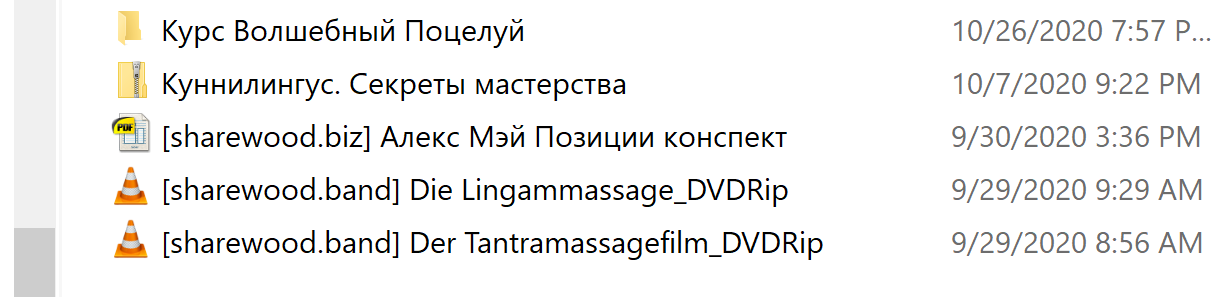 Курс Волшебный Поцелуй 10/26/2020 7:57 P...
Куннилингус. Секреты мастерства 10/7/2020 9:22 PM
PDF [sharewood.biz] Алекс Мэй Позиции конспект 9/30/2020 3:36 PM
[sharewood.band] Die Lingammassage_DVDRip 9/29/2020 9:29 AM
[sharewood.band] Der Tantramassagefilm_DVDRip 9/29/2020 8:56 AM